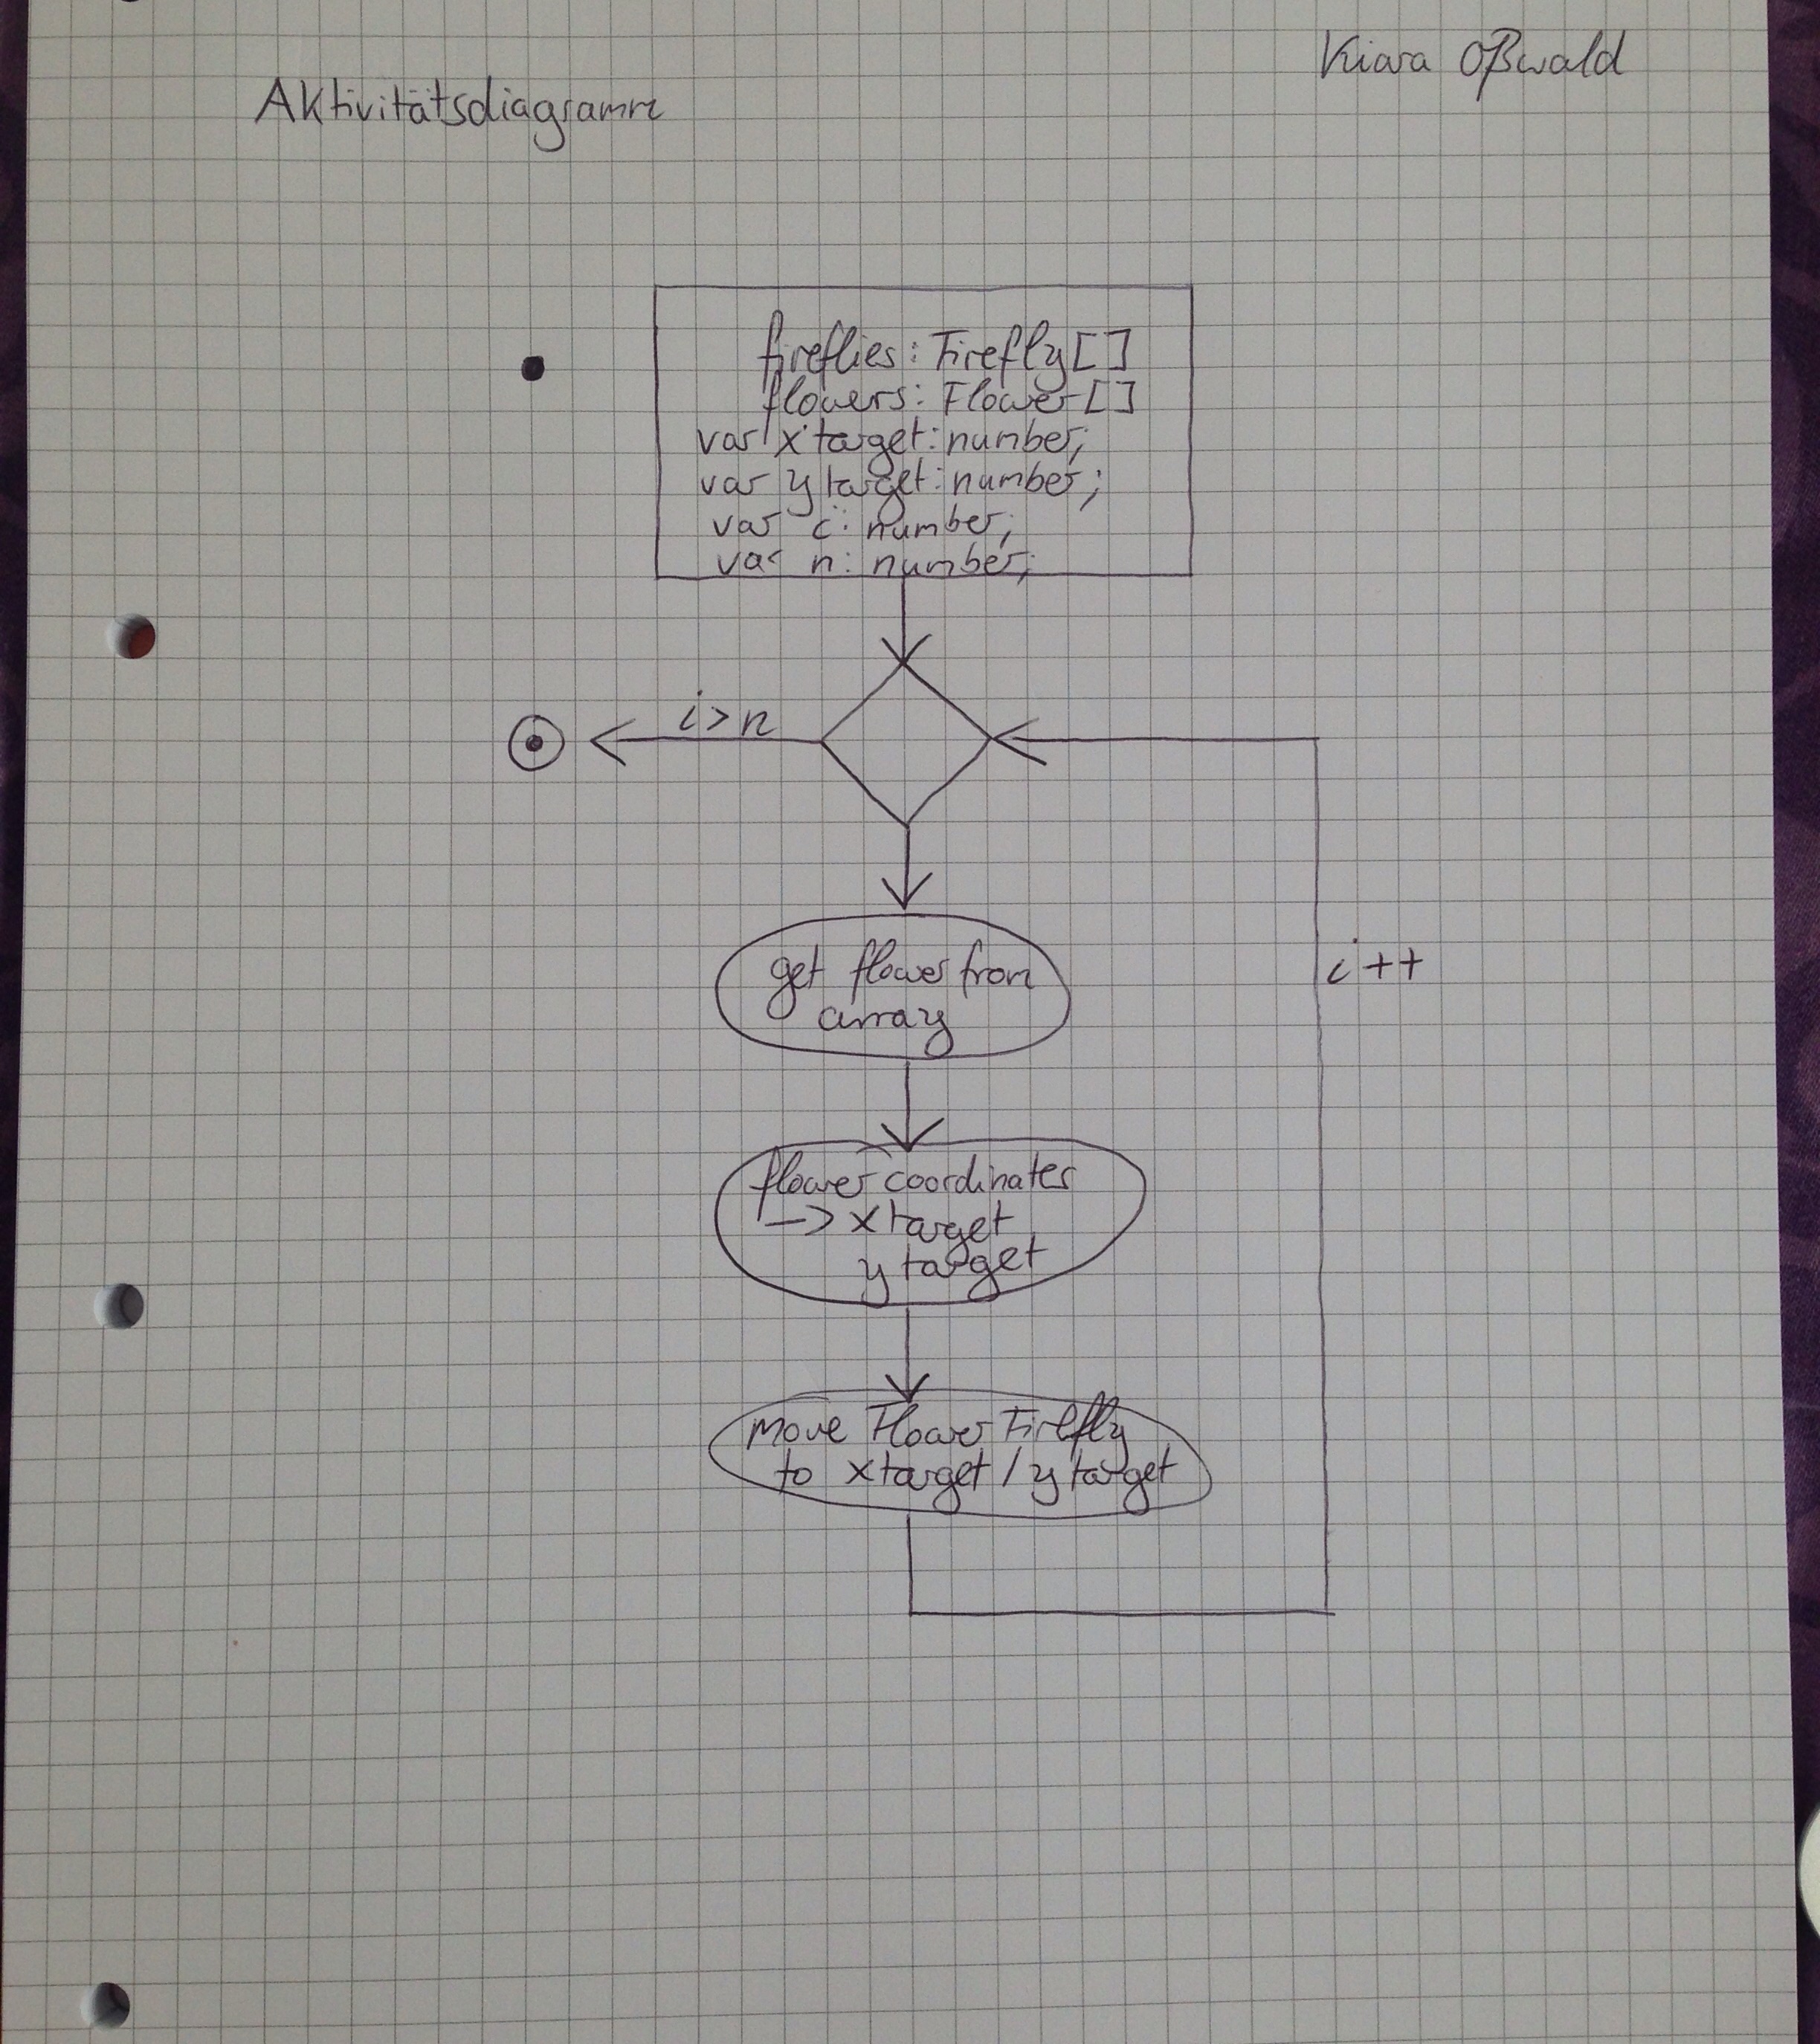 Kiara Oßwald
Aktivitätsdiagramm
fireflies: Firefly[]
flowers: Flower[]
var xtarget: number;
var ytarget: number;
var i: number;
var n: number;
i>n
get flower from
array
i++
flower coordinates
-> xtarget
ytarget
move Flower Firefly
to xtarget / ytarget